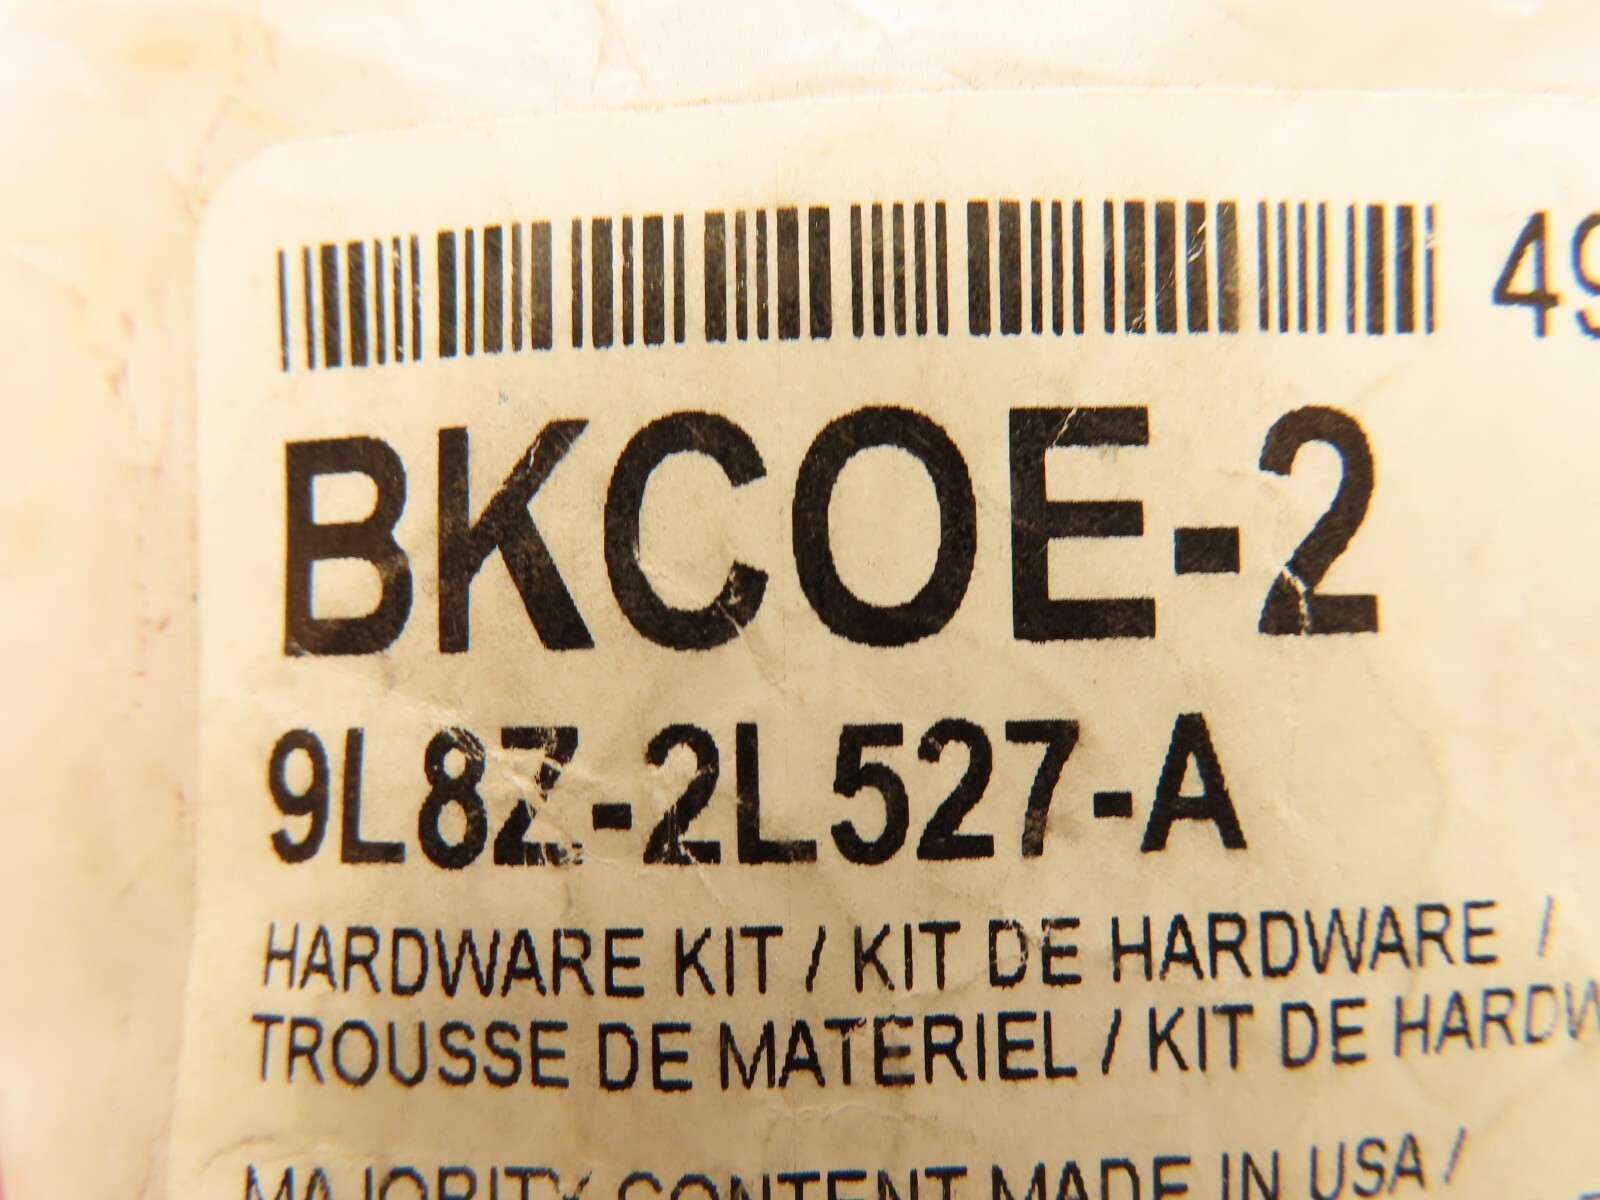 49
BKCOE-2
9L8Z-2L527-A
HARDWARE KIT / KIT DE HARDWARE /
TROUSSE DE MATERIEL / KIT DE HARDW
MAJORITY CONTENT MADE IN USA /